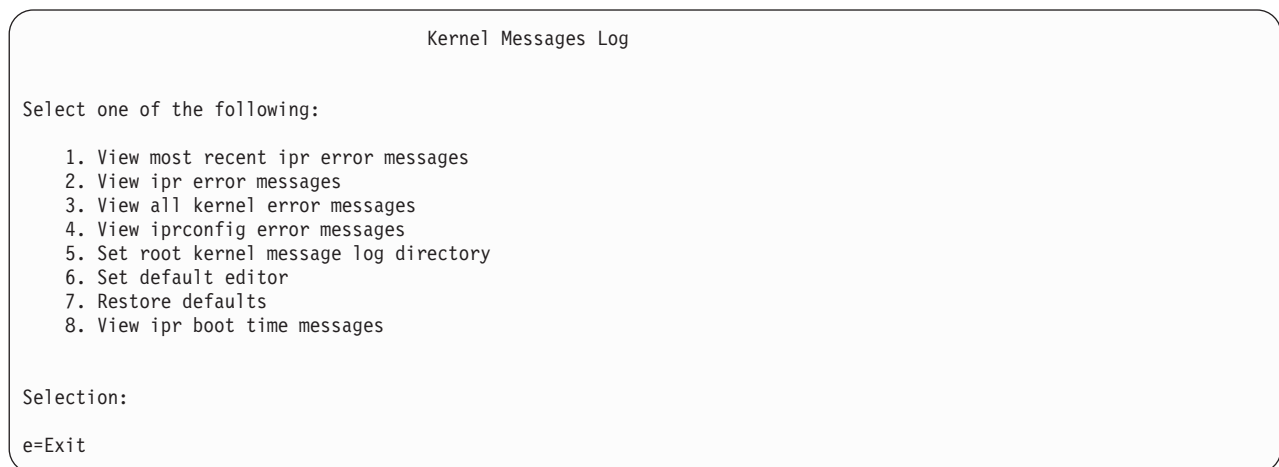 Kernel Messages Log
Select one of the following:
1. View most recent ipr error messages
2. View ipr error messages
3. View all kernel error messages
4. View iprconfig error messages
5. Set root kernel message log directory
6. Set default editor
7. Restore defaults
8. View ipr boot time messages
Selection:
e=Exit